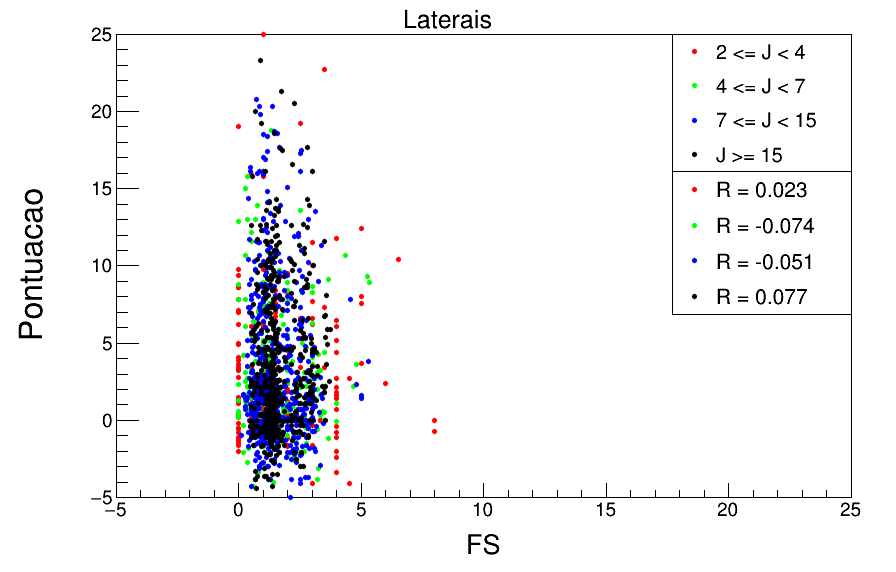 Laterais
25
20
15
10
5
0
−5
Pontuacao
−5 0 5 10 15 20 25
FS
2 <= J < 4
4 <= J < 7
7 <= J < 15
J >= 15
R = 0.023
R = -0.074
R = -0.051
R = 0.077